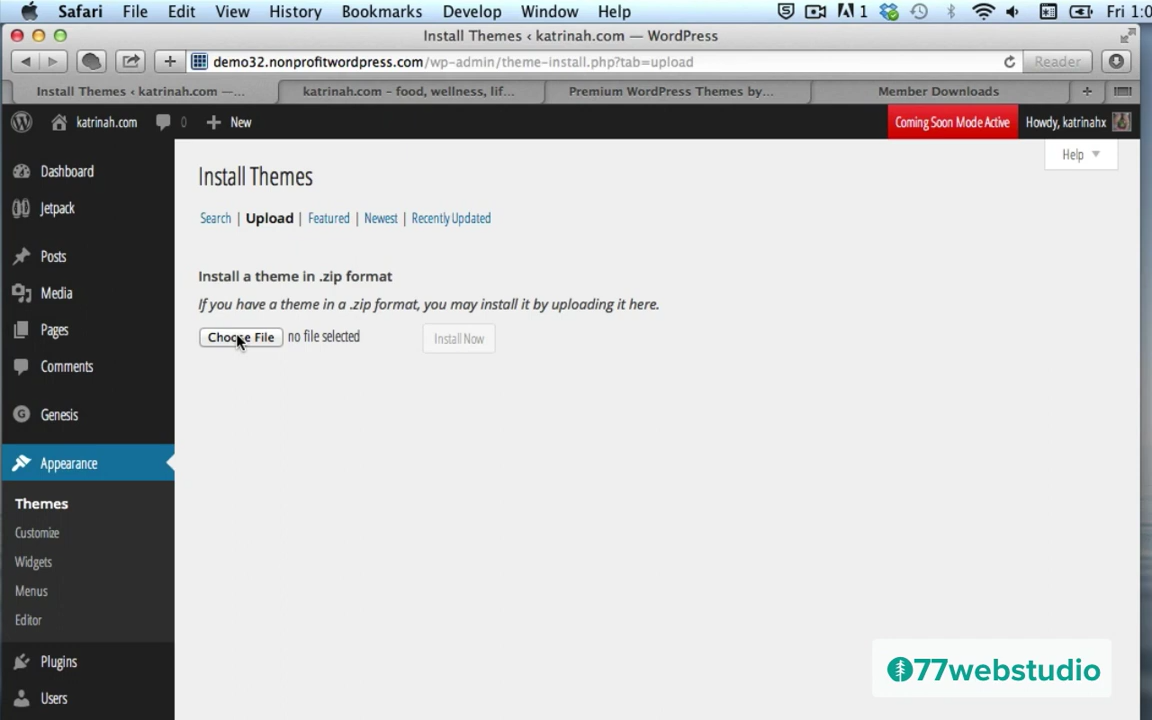 Safari File Edit View History Bookmarks Develop Window Help 1 Fri 1:0
Install Themes ‹ katrinah.com — WordPress
demo32.nonprofitwordpress.com/wp-admin/theme-install.php?tab=upload Reader
Install Themes ‹ katrinah.com —... katrinah.com – food, wellness, lif... Premium WordPress Themes by... Member Downloads
katrinah.com 0 New Coming Soon Mode Active Howdy, katrinahx
Help
Dashboard
Jetpack
Posts
Media
Pages
Comments
Genesis
Appearance
Themes
Customize
Widgets
Menus
Editor
Plugins
Users
Install Themes
Search | Upload | Featured | Newest | Recently Updated
Install a theme in .zip format
If you have a theme in a .zip format, you may install it by uploading it here.
Choose File no file selected Install Now
77webstudio